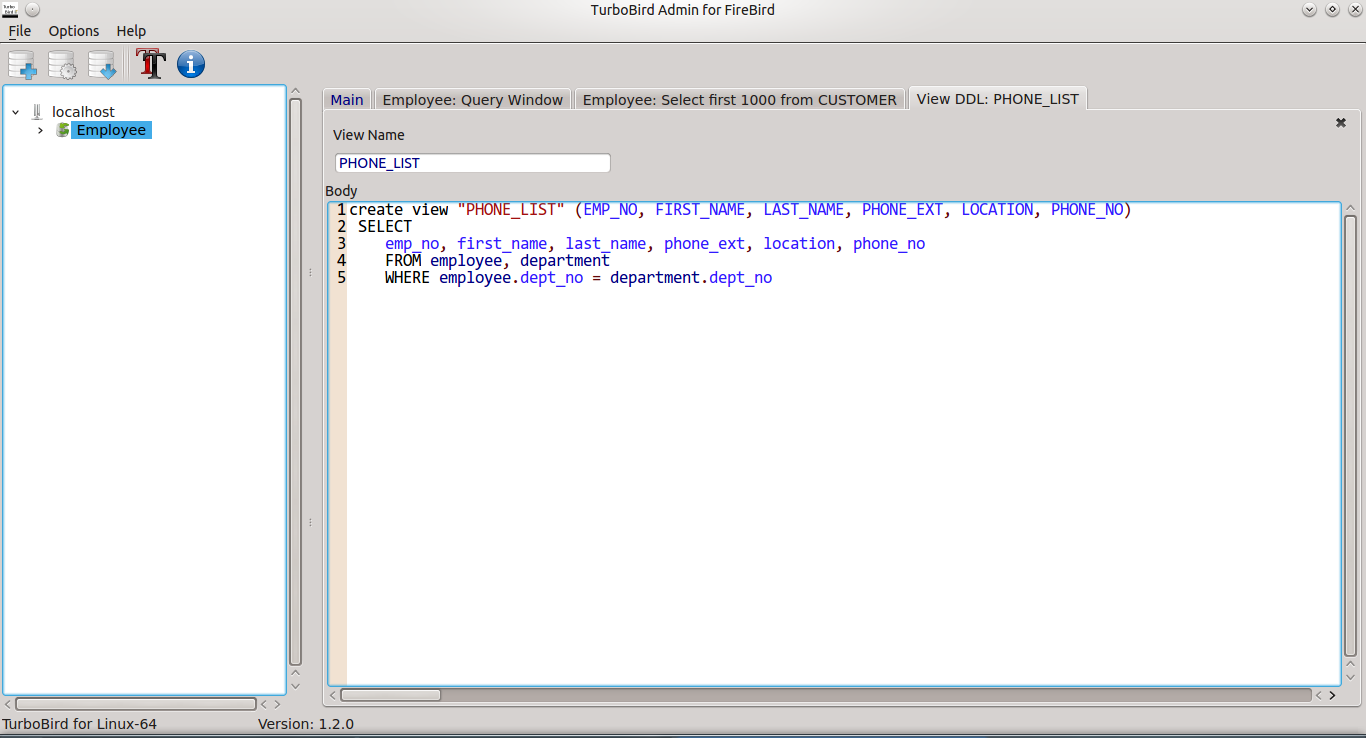 TurboBird Admin for FireBird
File Options Help
localhost
Employee
Main Employee: Query Window Employee: Select first 1000 from CUSTOMER View DDL: PHONE_LIST
View Name
PHONE_LIST
Body
1 create view "PHONE_LIST" (EMP_NO, FIRST_NAME, LAST_NAME, PHONE_EXT, LOCATION, PHONE_NO)
2 SELECT
3 emp_no, first_name, last_name, phone_ext, location, phone_no
4 FROM employee, department
5 WHERE employee.dept_no = department.dept_no
TurboBird for Linux-64 Version: 1.2.0